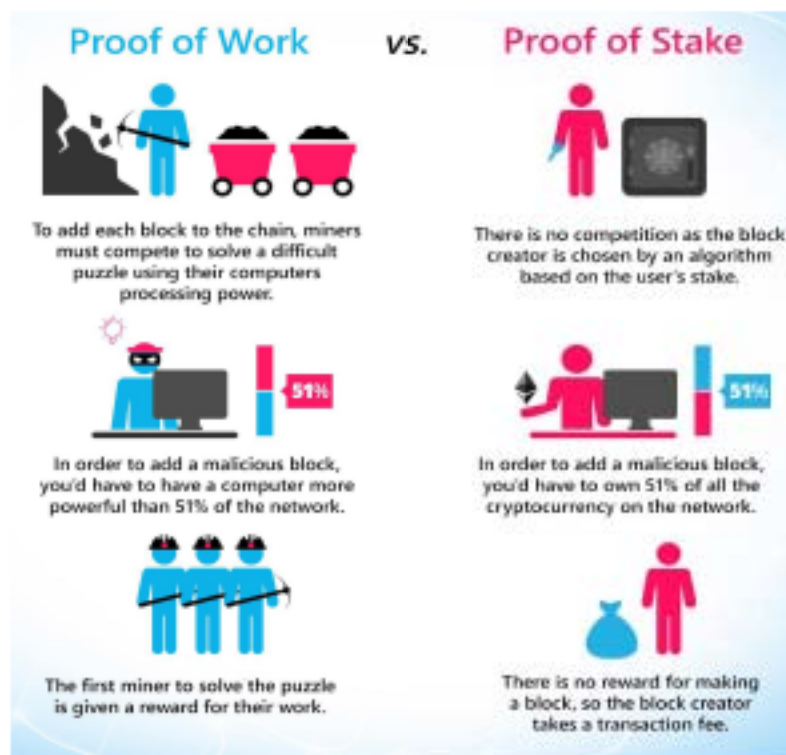 Proof of Work vs. Proof of Stake
To add each block to the chain, miners
must compete to solve a difficult
puzzle using their computers
processing power.
There is no competition as the block
creator is chosen by an algorithm
based on the user's stake.
51%
51%
In order to add a malicious block,
you'd have to have a computer more
powerful than 51% of the network.
In order to add a malicious block,
you'd have to own 51% of all the
cryptocurrency on the network.
The first miner to solve the puzzle
is given a reward for their work.
There is no reward for making
a block, so the block creator
takes a transaction fee.